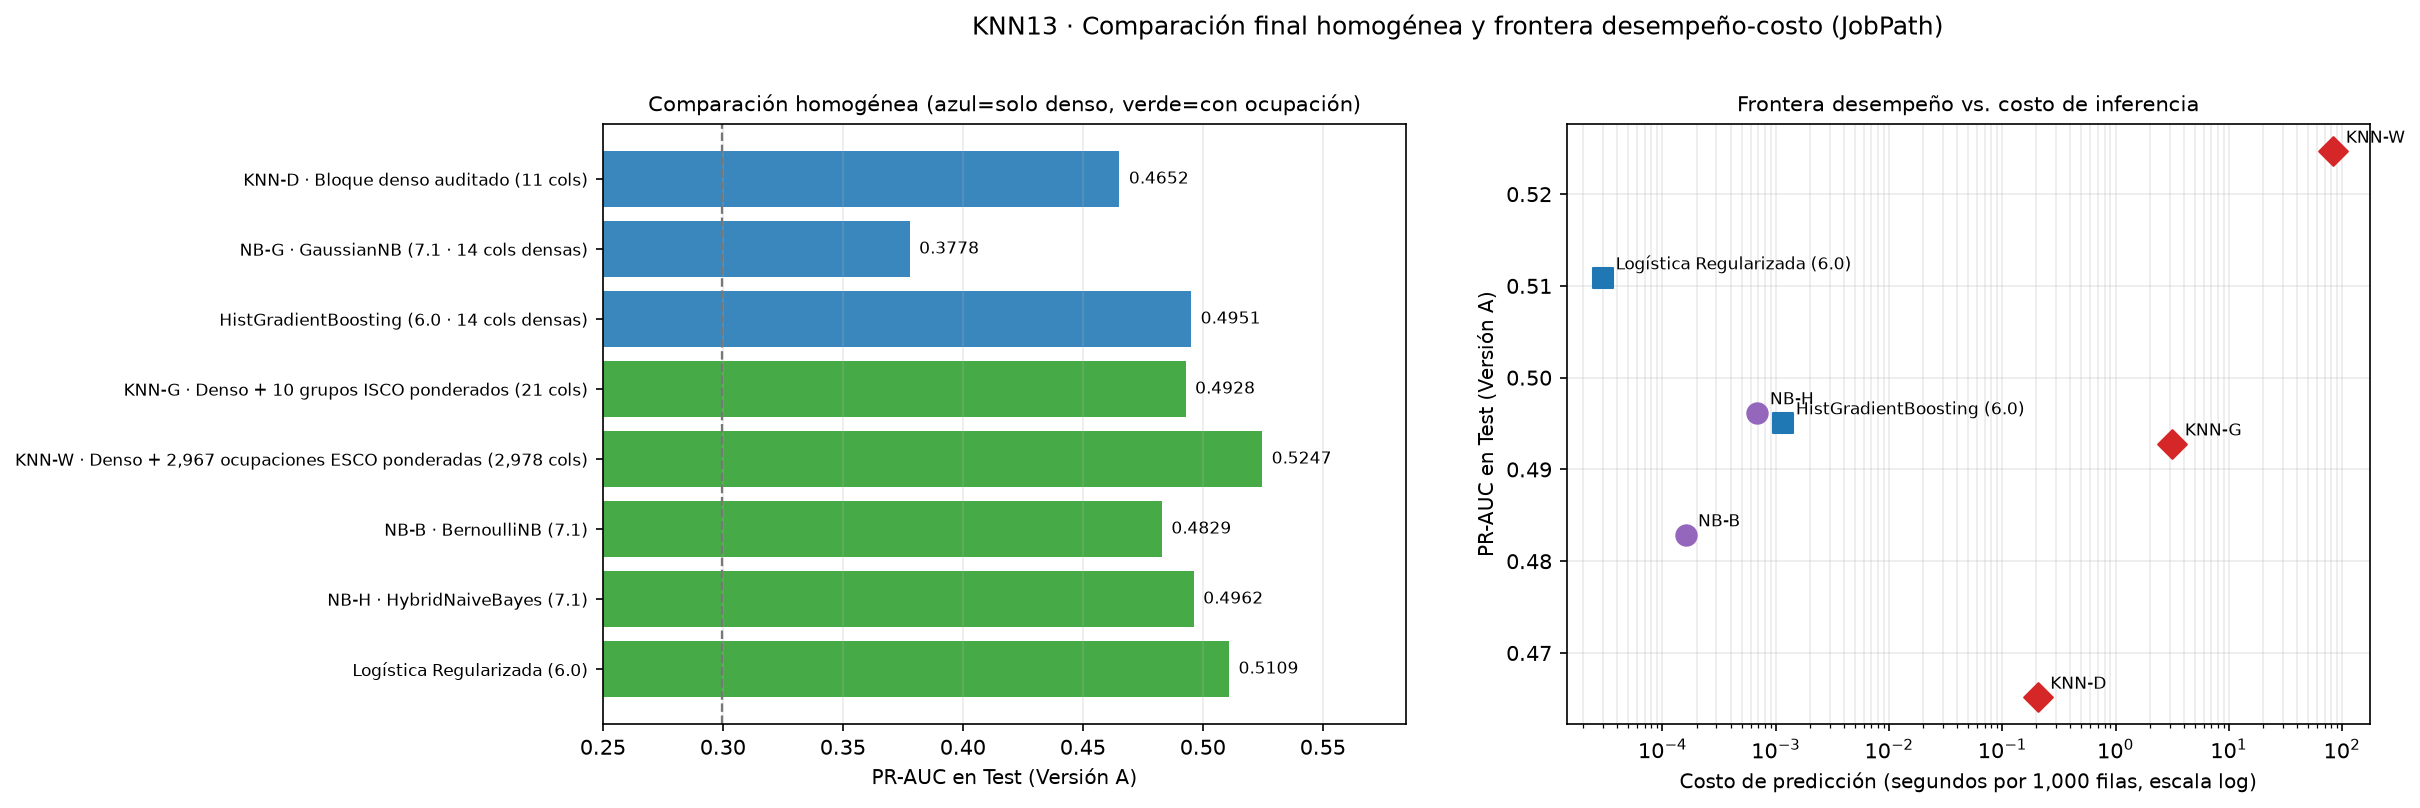 KNN13 · Comparación final homogénea y frontera desempeño-costo (JobPath)
Comparación homogénea (azul=solo denso, verde=con ocupación)
KNN-D · Bloque denso auditado (11 cols)
0.4652
NB-G · GaussianNB (7.1 · 14 cols densas)
0.3778
HistGradientBoosting (6.0 · 14 cols densas)
0.4951
KNN-G · Denso + 10 grupos ISCO ponderados (21 cols)
0.4928
KNN-W · Denso + 2,967 ocupaciones ESCO ponderadas (2,978 cols)
0.5247
NB-B · BernoulliNB (7.1)
0.4829
NB-H · HybridNaiveBayes (7.1)
0.4962
Logística Regularizada (6.0)
0.5109
0.25 0.30 0.35 0.40 0.45 0.50 0.55
PR-AUC en Test (Versión A)
Frontera desempeño vs. costo de inferencia
PR-AUC en Test (Versión A)
0.52
0.51
0.50
0.49
0.48
0.47
KNN-W
Logística Regularizada (6.0)
NB-H
HistGradientBoosting (6.0)
KNN-G
NB-B
KNN-D
10⁻⁴ 10⁻³ 10⁻² 10⁻¹ 10⁰ 10¹ 10²
Costo de predicción (segundos por 1,000 filas, escala log)